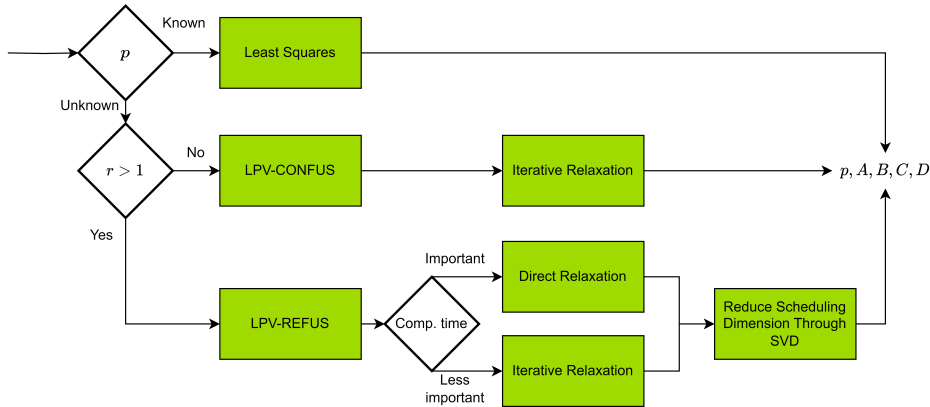 Known
p
Least Squares
Unknown
r > 1
No
LPV-CONFUS
Iterative Relaxation
p, A, B, C, D
Yes
Important
Direct Relaxation
LPV-REFUS
Comp. time
Reduce Scheduling
Dimension Through
SVD
Less
important
Iterative Relaxation